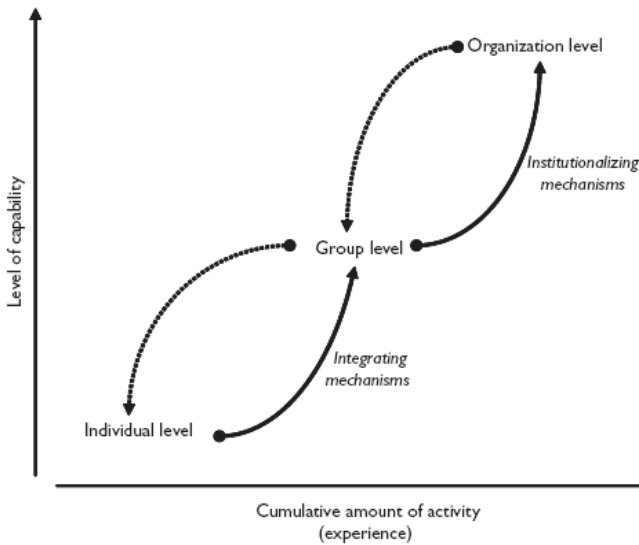 Organization level
Institutionalizing
mechanisms
Level of capability
Group level
Integrating
mechanisms
Individual level
Cumulative amount of activity
(experience)